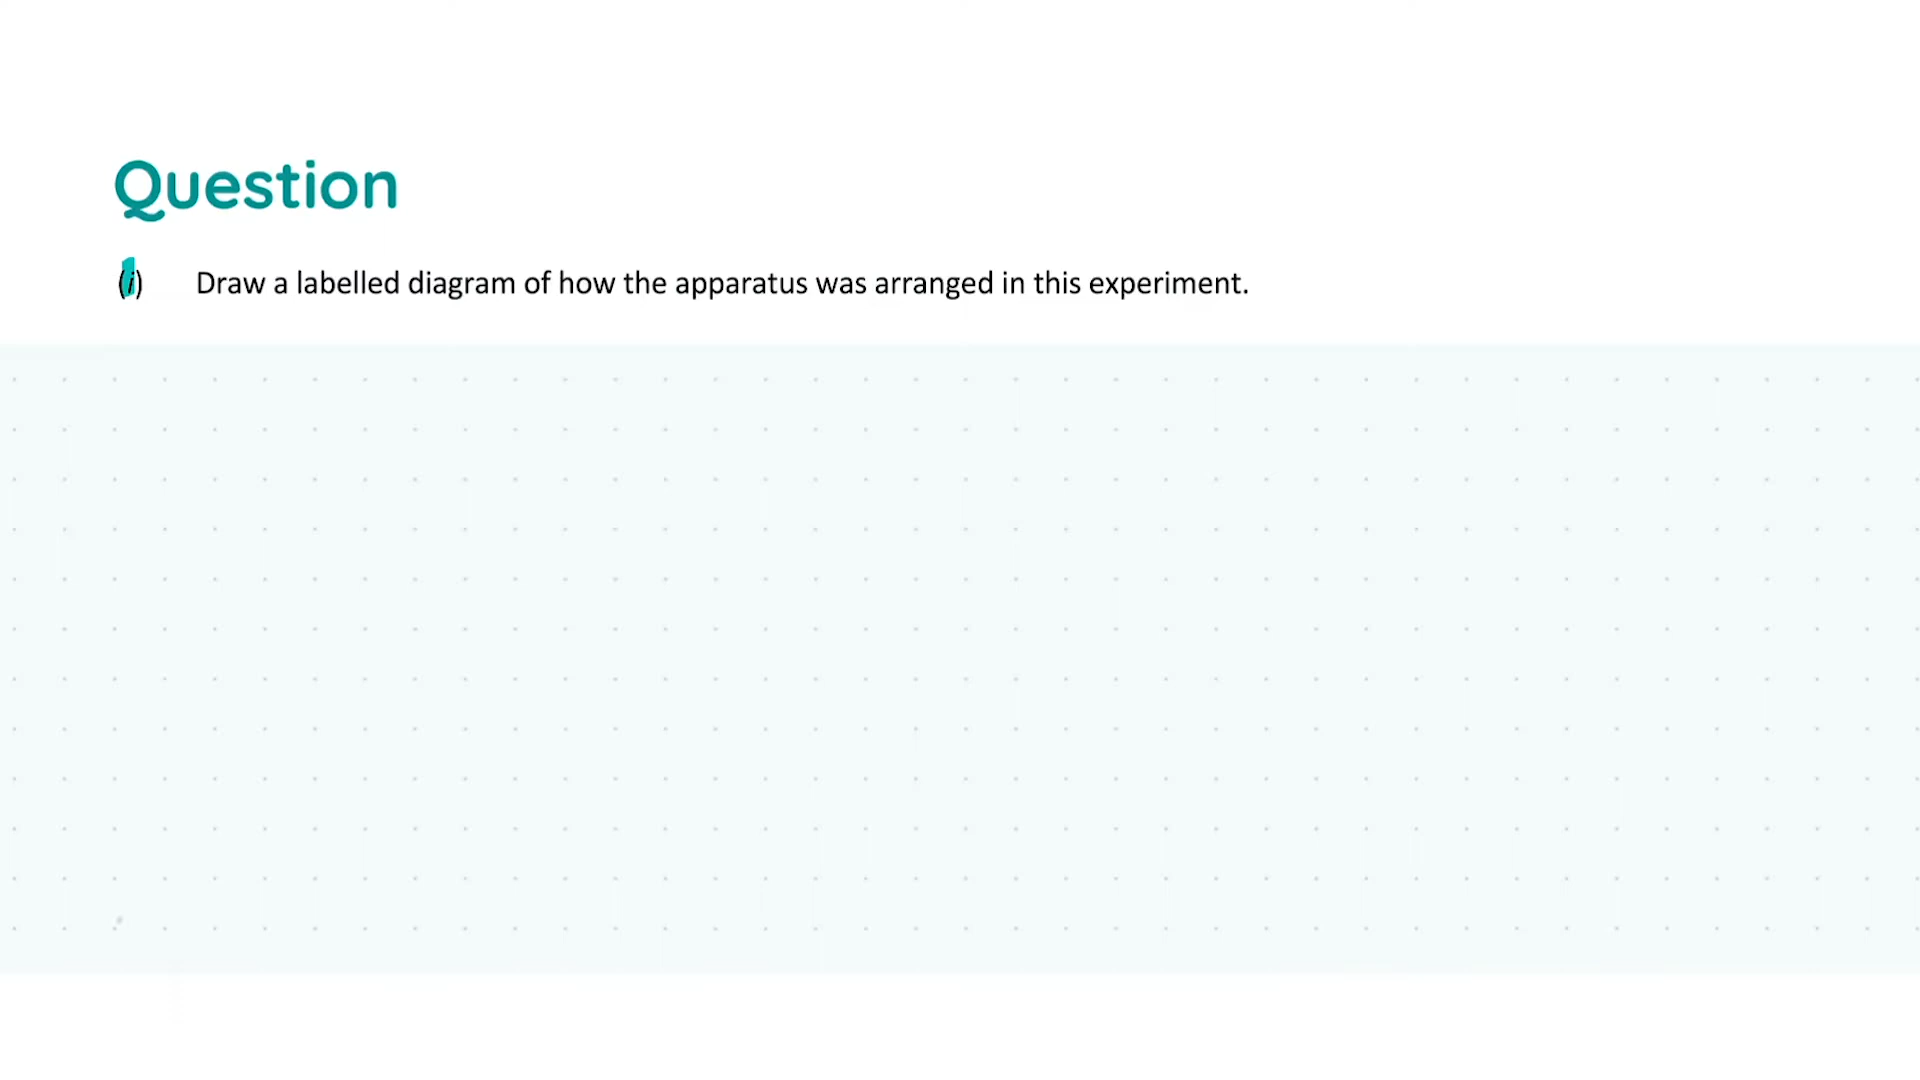 Question
(i) Draw a labelled diagram of how the apparatus was arranged in this experiment.